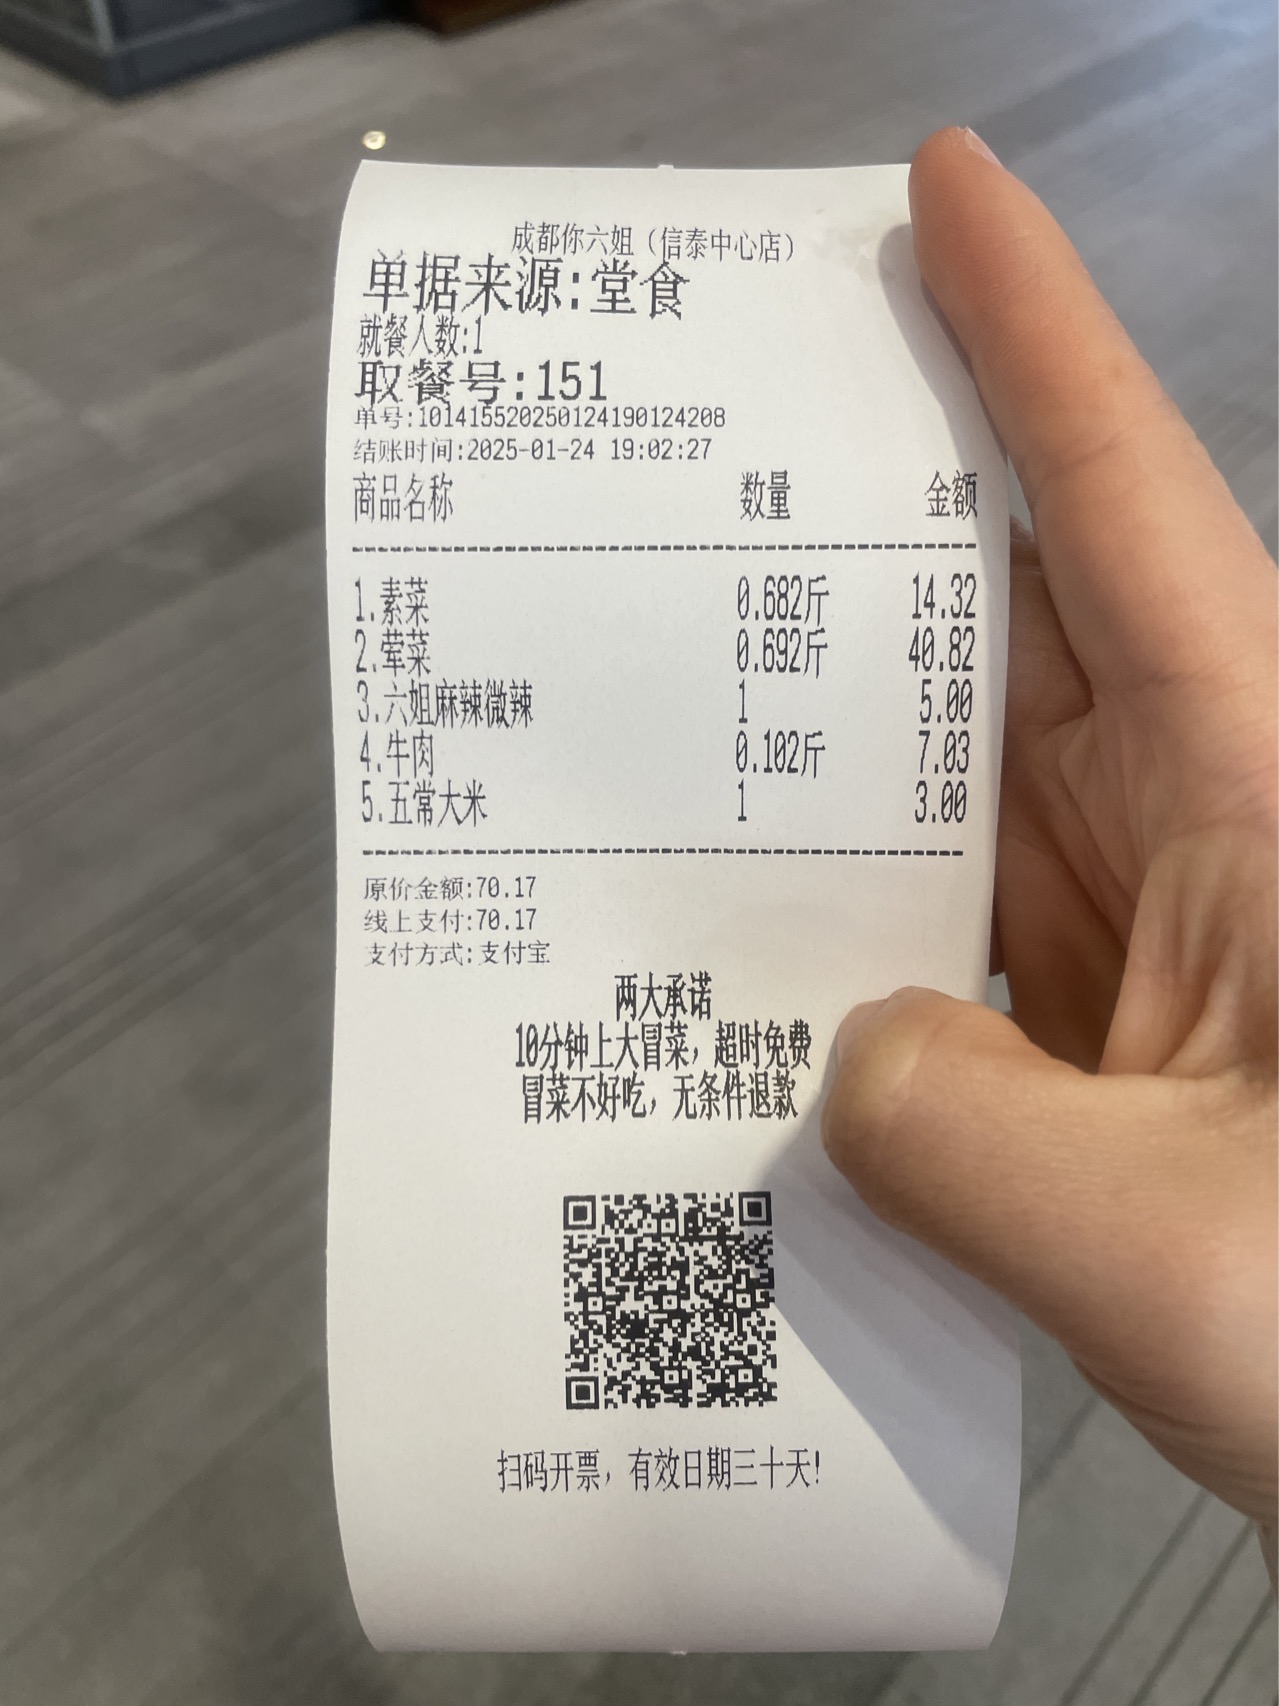 成都你六姐（信泰中心店）
单据来源:堂食
就餐人数:1
取餐号:151
单号:101415520250124190124208
结账时间:2025-01-24 19:02:27
商品名称 数量 金额
1.素菜 0.682斤 14.32
2.荤菜 0.692斤 40.82
3.六姐麻辣微辣 1 5.00
4.牛肉 0.102斤 7.03
5.五常大米 1 3.00
原价金额:70.17
线上支付:70.17
支付方式:支付宝
两大承诺
10分钟上大冒菜，超时免费
冒菜不好吃，无条件退款
扫码开票，有效日期三十天!